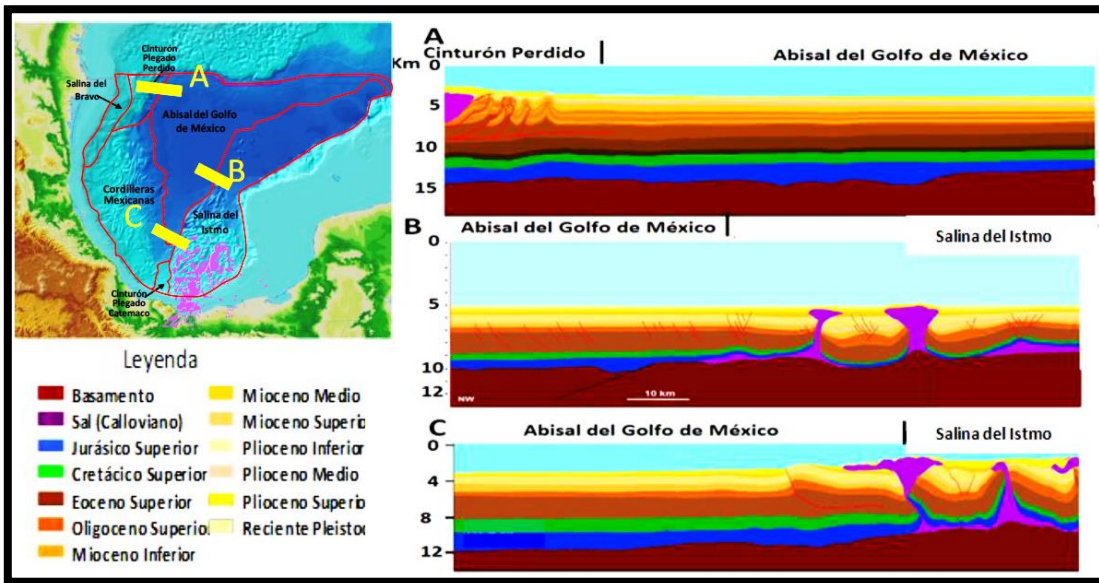 Cinturón
Plegado
Perdido
A
Salina del
Bravo
Abisal del Golfo
de México
B
Cordilleras
Mexicanas
C
Salina del
Istmo
Cinturón
Plegado
Catemaco
Leyenda
Basamento
Sal (Calloviano)
Jurásico Superior
Cretácico Superior
Eoceno Superior
Oligoceno Superior
Mioceno Inferior
Mioceno Medio
Mioceno Superio
Plioceno Inferior
Plioceno Medio
Plioceno Superio
Reciente Pleistoc
A
Cinturón Perdido
Abisal del Golfo de México
Km
0
5
10
15
B
Abisal del Golfo de México
Salina del Istmo
0
5
10
12
NW
10 km
C
Abisal del Golfo de México
Salina del Istmo
0
4
8
12